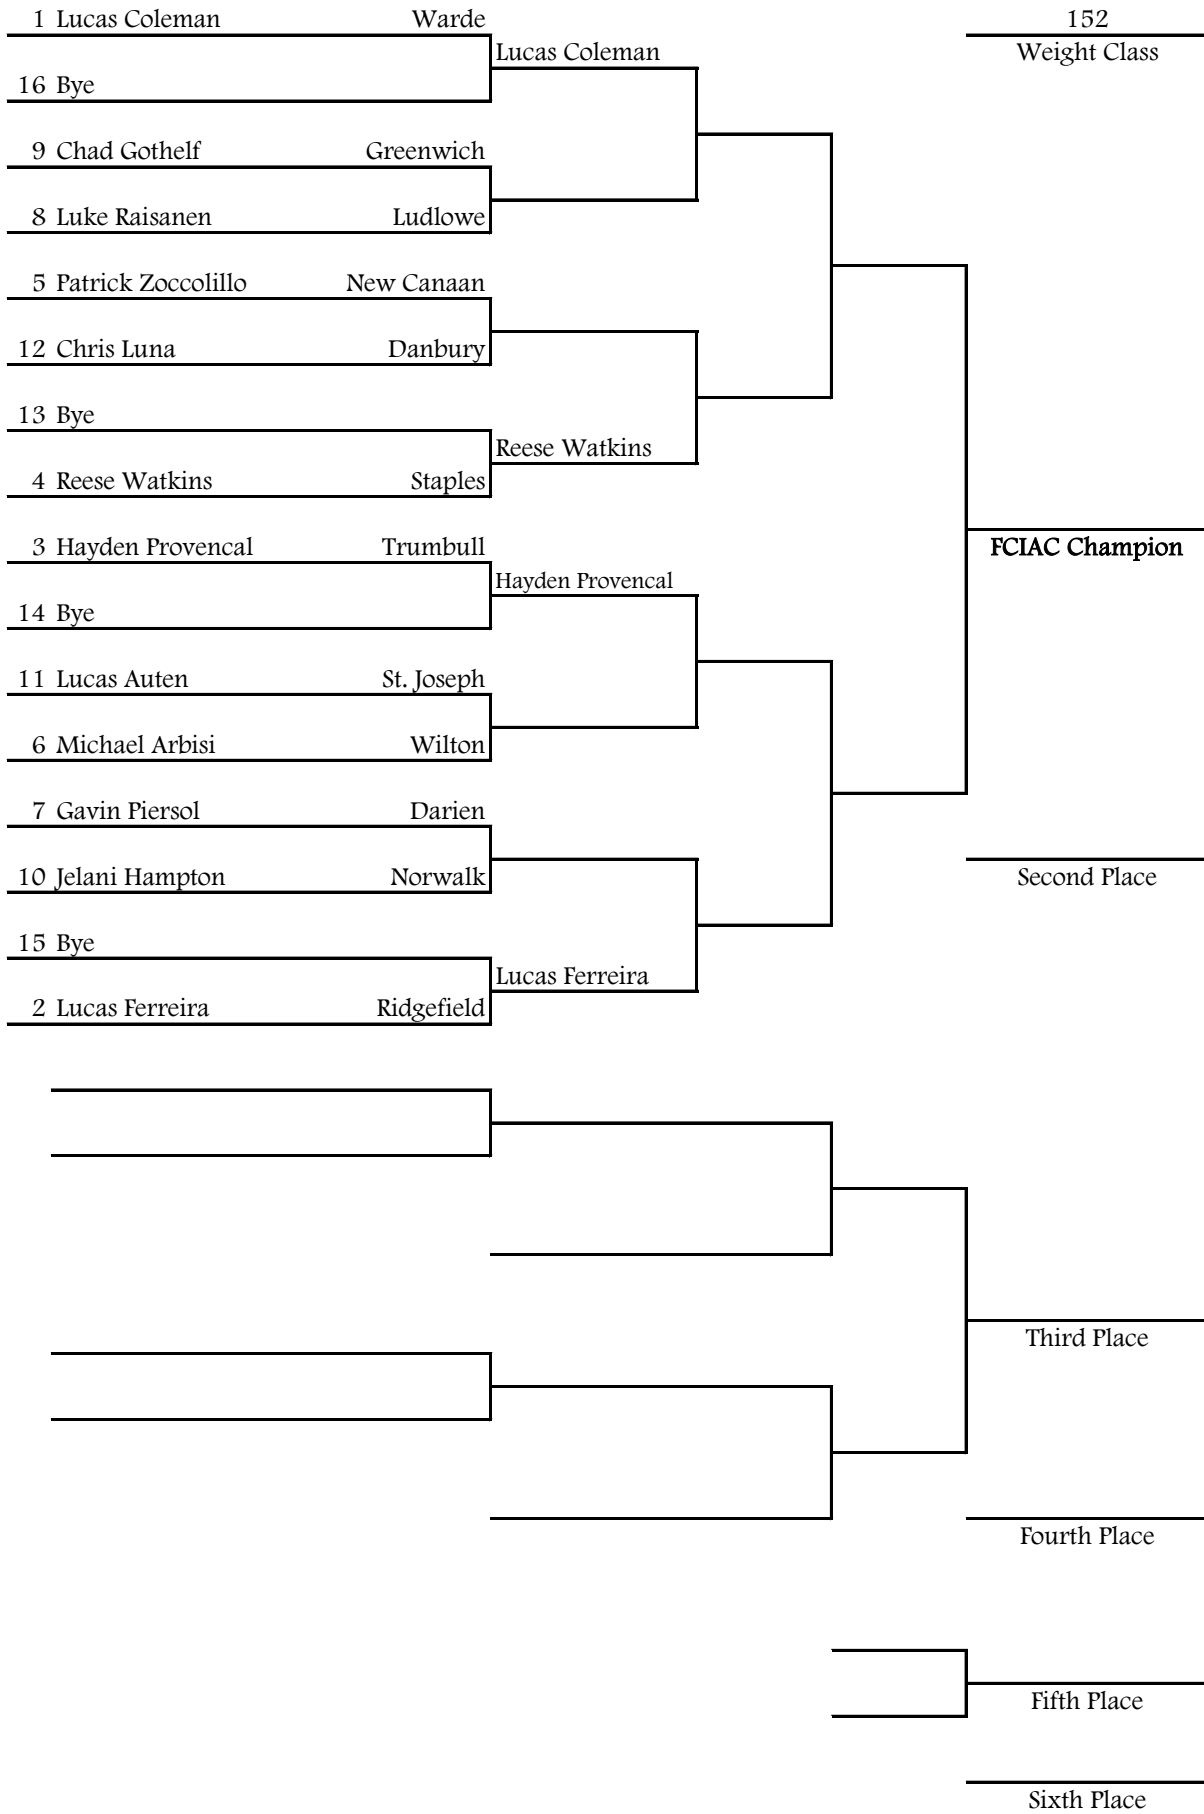 1 Lucas Coleman Warde
152
Lucas Coleman
Weight Class
16 Bye
9 Chad Gothelf Greenwich
8 Luke Raisanen Ludlowe
5 Patrick Zoccolillo New Canaan
12 Chris Luna Danbury
13 Bye
Reese Watkins
4 Reese Watkins Staples
3 Hayden Provencal Trumbull
FCIAC Champion
Hayden Provencal
14 Bye
11 Lucas Auten St. Joseph
6 Michael Arbisi Wilton
7 Gavin Piersol Darien
10 Jelani Hampton Norwalk
Second Place
15 Bye
Lucas Ferreira
2 Lucas Ferreira Ridgefield
Third Place
Fourth Place
Fifth Place
Sixth Place